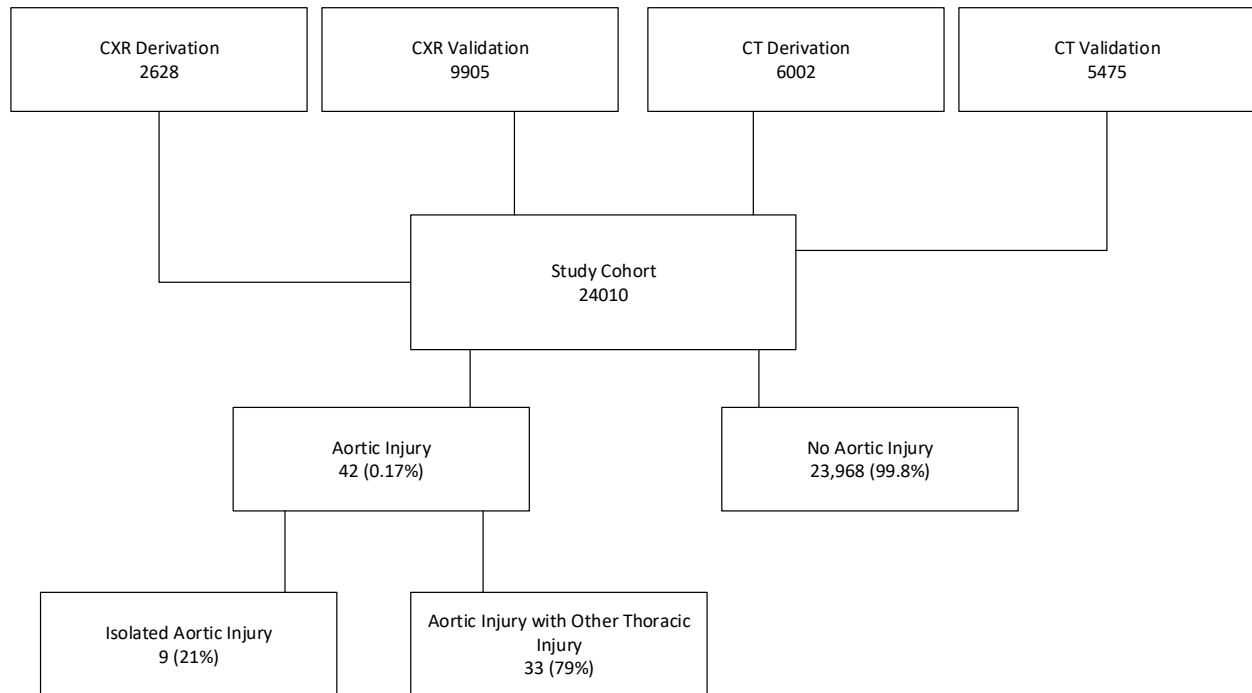 CXR Derivation
2628
CXR Validation
9905
CT Derivation
6002
CT Validation
5475
Study Cohort
24010
Aortic Injury
42 (0.17%)
No Aortic Injury
23,968 (99.8%)
Isolated Aortic Injury
9 (21%)
Aortic Injury with Other Thoracic
Injury
33 (79%)